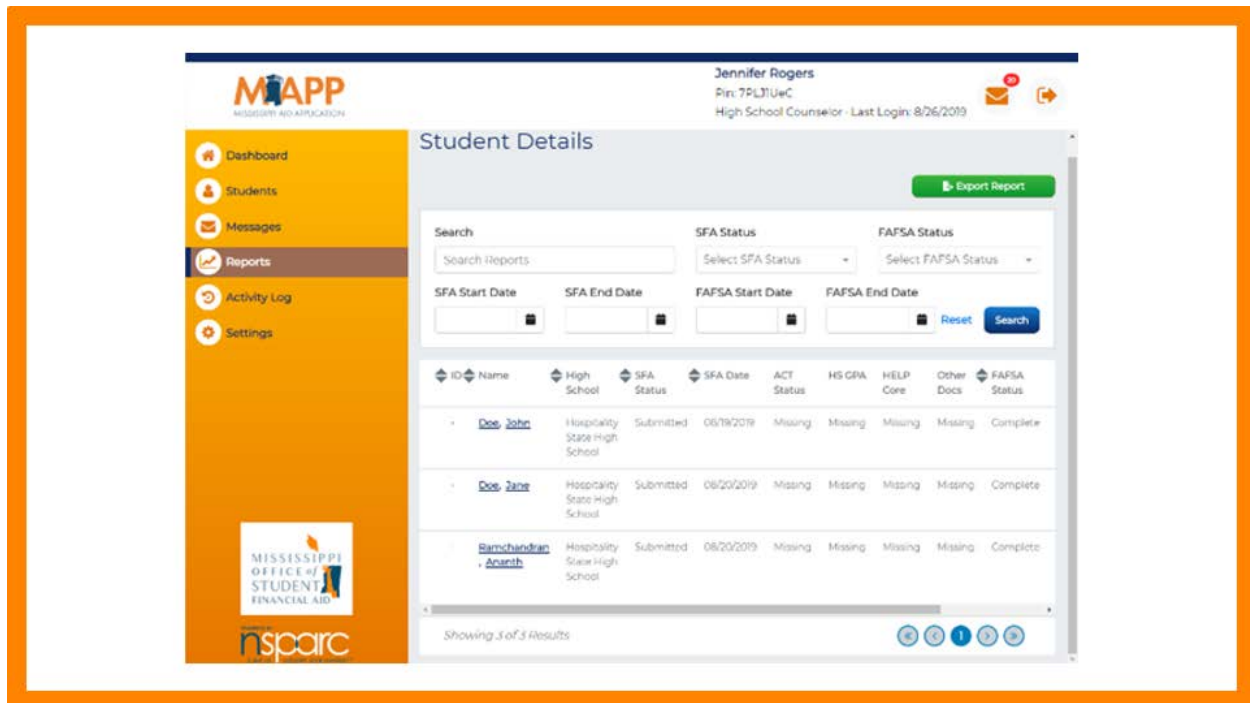 MAAPP
MISSISSIPPI AID APPLICATION
Jennifer Rogers
High School Counselor - Last Login: 8/26/2019
20
Dashboard
Students
Messages
Reports
Activity Log
Settings
MISSISSIPPI
OFFICE of
STUDENT
FINANCIAL AID
nsparc
Student Details
Export Report
Search
SFA Status
FAFSA Status
Search Reports
Select SFA Status
Select FAFSA Status
SFA Start Date
SFA End Date
FAFSA Start Date
FAFSA End Date
Reset
Search
ID Name High School SFA Status SFA Date ACT Status HS GPA HELP Core Other Docs FAFSA Status
Doe, John Hospitality State High School Submitted 08/19/2019 Missing Missing Missing Missing Complete
Doe, Jane Hospitality State High School Submitted 08/20/2019 Missing Missing Missing Missing Complete
Ramchandran, Ananth Hospitality State High School Submitted 08/20/2019 Missing Missing Missing Missing Complete
Showing 3 of 3 Results
1